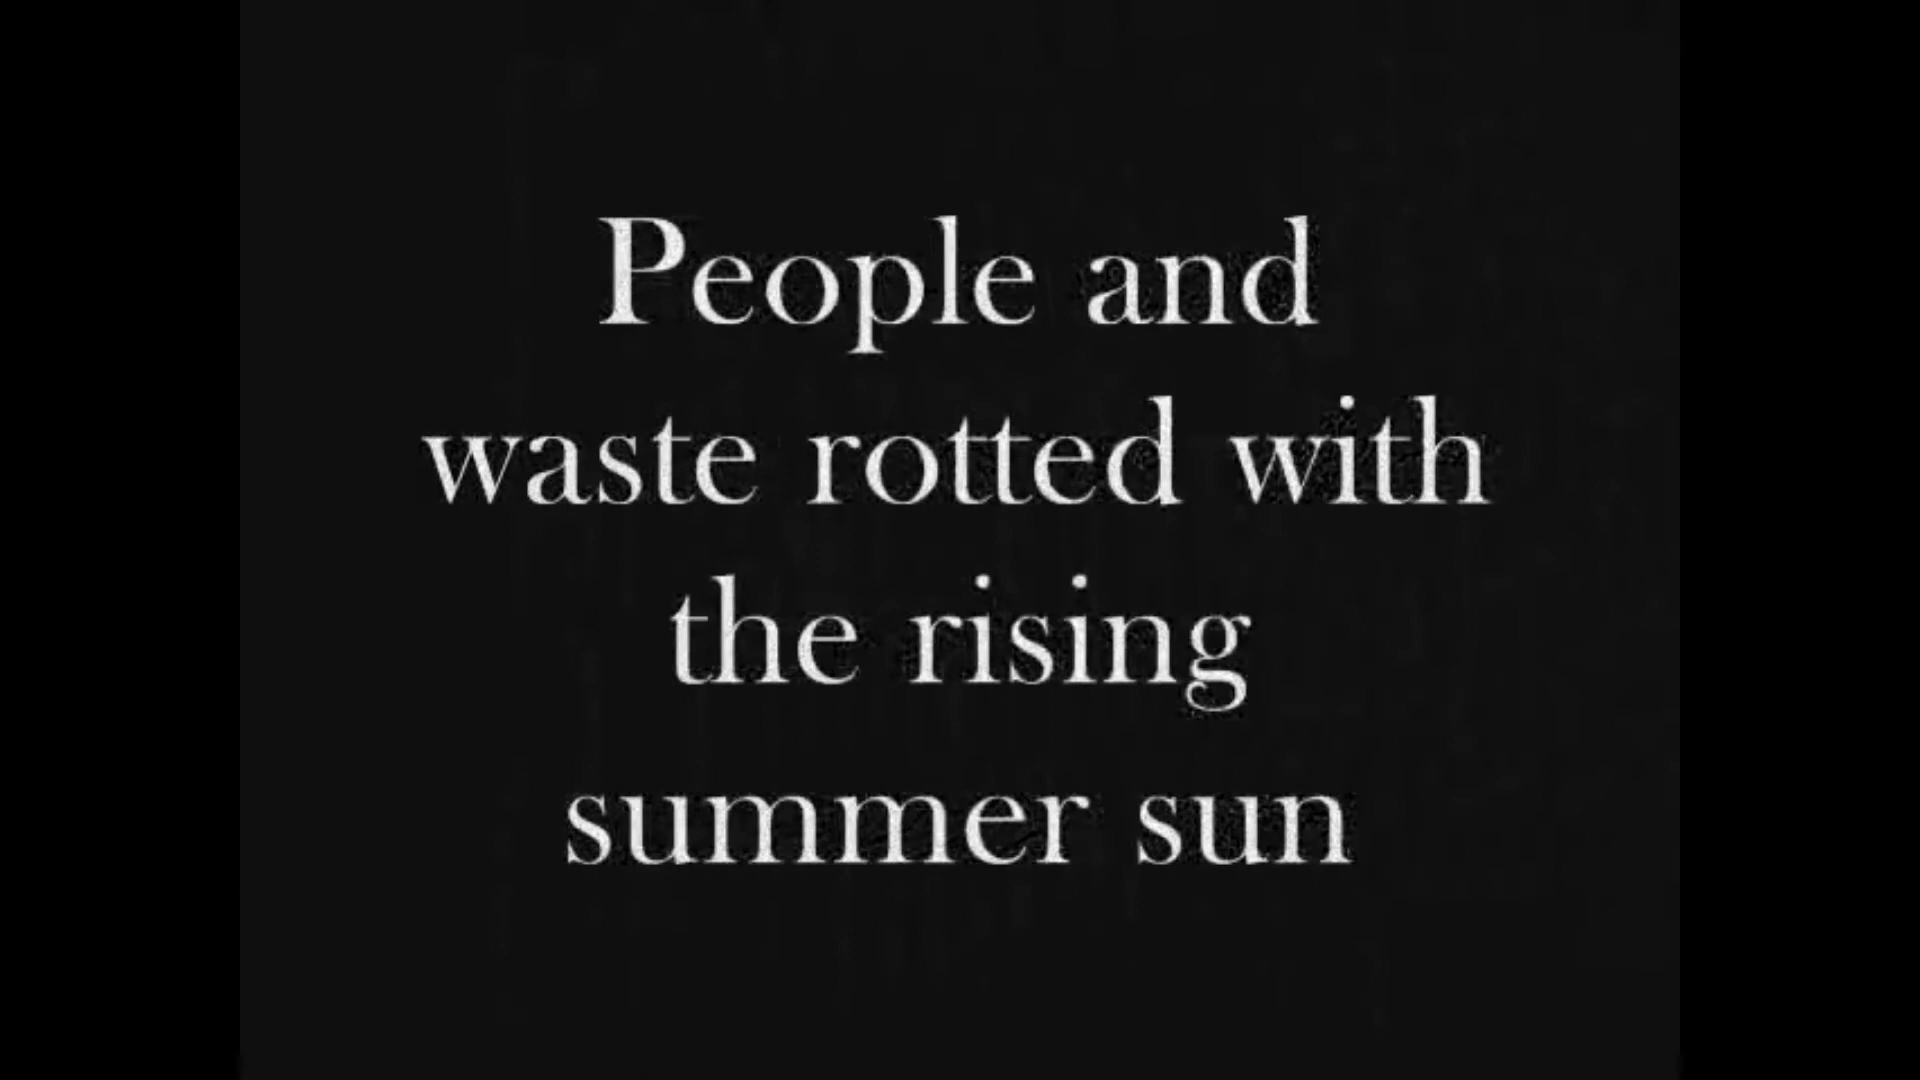 People and
waste rotted with
the rising
summer sun